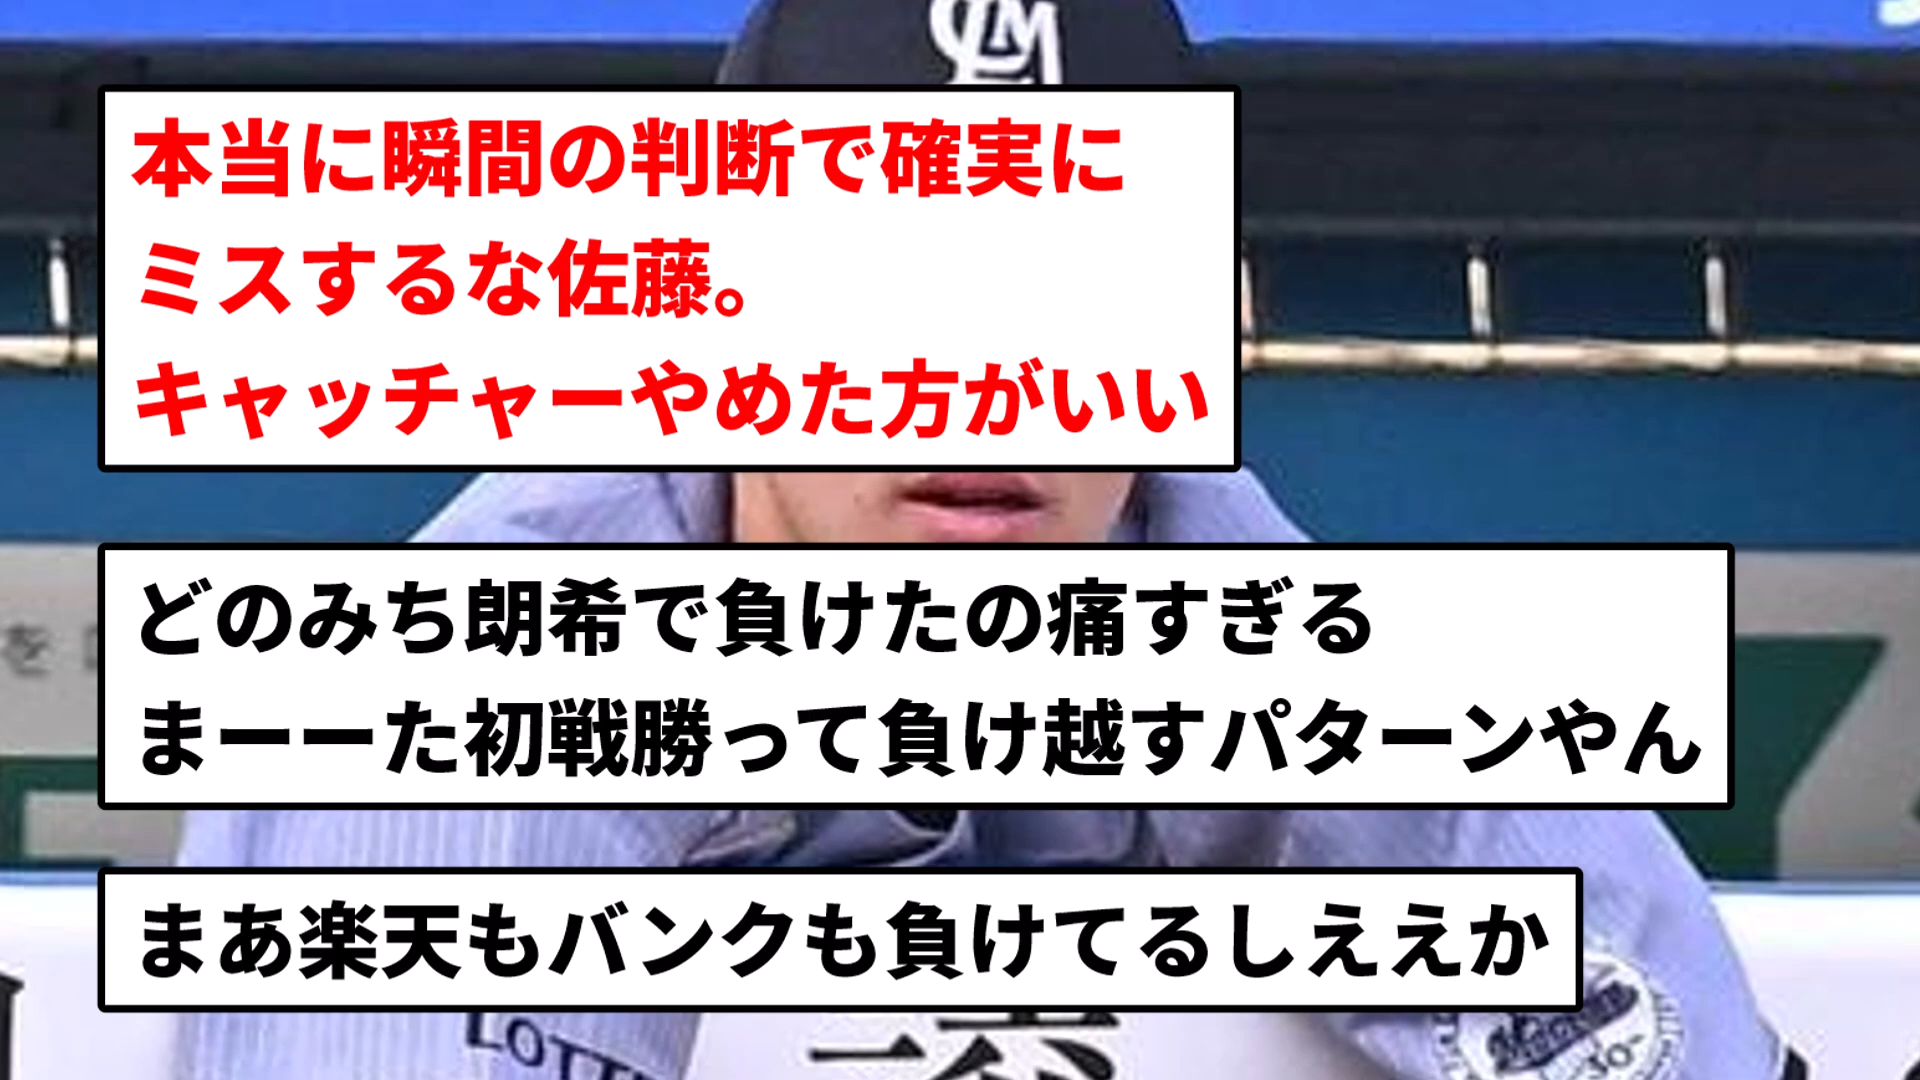 本当に瞬間の判断で確実に
ミスするな佐藤。
キャッチャーやめた方がいい
どのみち朗希で負けたの痛すぎる
まーーた初戦勝って負け越すパターンやん
まあ楽天もバンクも負けてるしええか